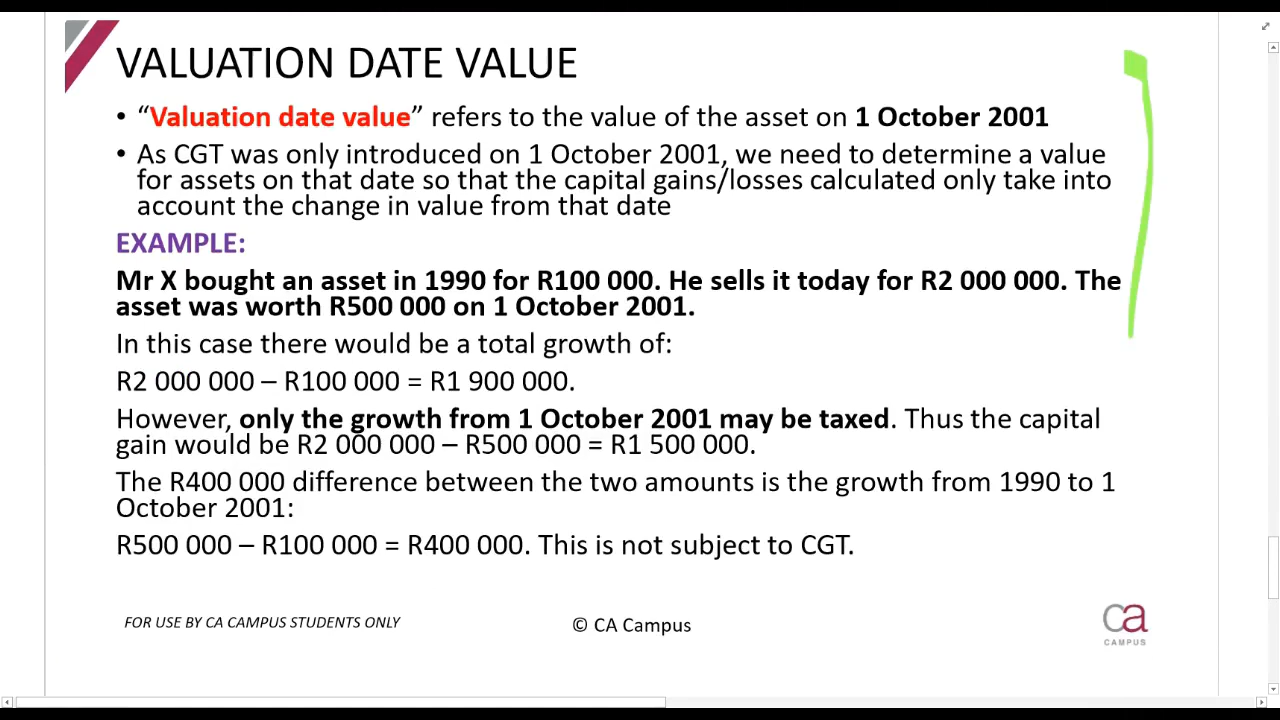 VALUATION DATE VALUE
• “Valuation date value” refers to the value of the asset on 1 October 2001
• As CGT was only introduced on 1 October 2001, we need to determine a value
for assets on that date so that the capital gains/losses calculated only take into
account the change in value from that date
EXAMPLE:
Mr X bought an asset in 1990 for R100 000. He sells it today for R2 000 000. The
asset was worth R500 000 on 1 October 2001.
In this case there would be a total growth of:
R2 000 000 – R100 000 = R1 900 000.
However, only the growth from 1 October 2001 may be taxed. Thus the capital
gain would be R2 000 000 – R500 000 = R1 500 000.
The R400 000 difference between the two amounts is the growth from 1990 to 1
October 2001:
R500 000 – R100 000 = R400 000. This is not subject to CGT.
FOR USE BY CA CAMPUS STUDENTS ONLY
© CA Campus
ca
CAMPUS